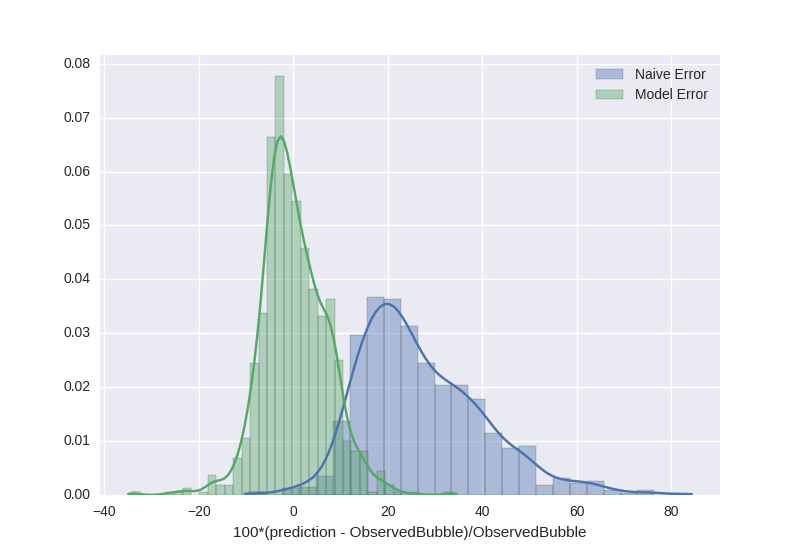 0.08
0.07
0.06
0.05
0.04
0.03
0.02
0.01
0.00
−40 −20 0 20 40 60 80
100*(prediction - ObservedBubble)/ObservedBubble
Naive Error
Model Error